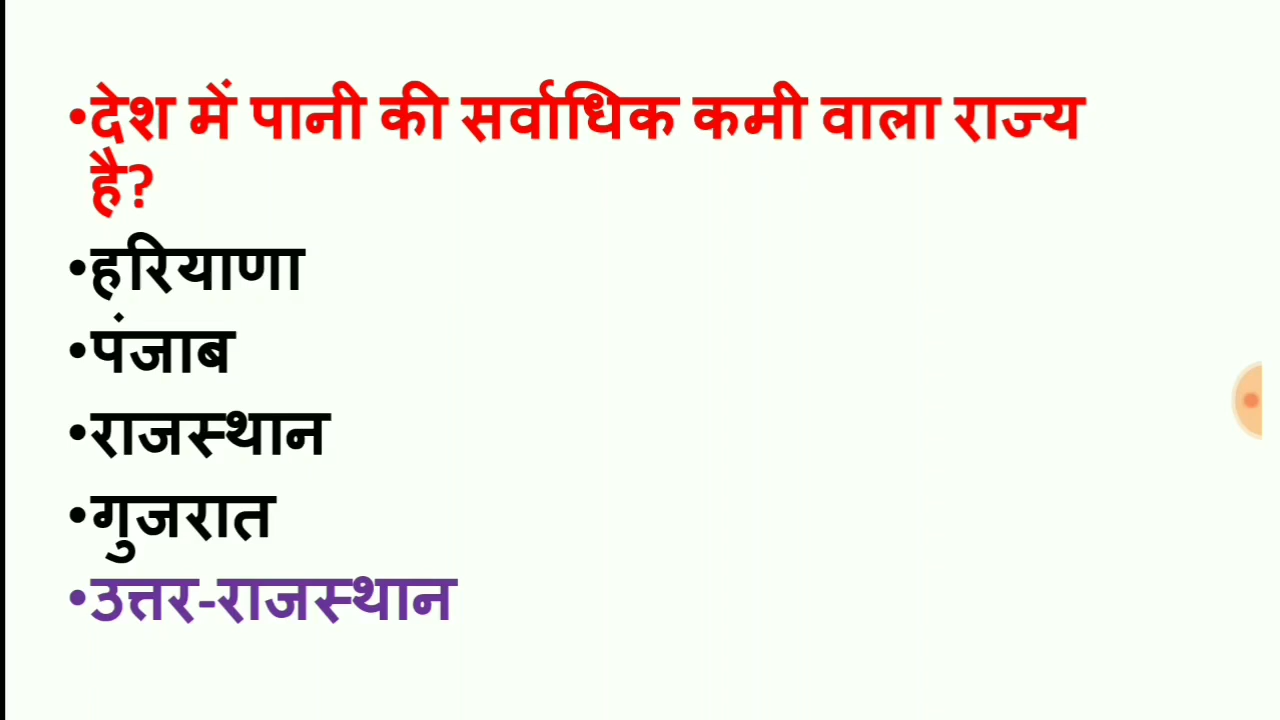 •देश में पानी की सर्वाधिक कमी वाला राज्य
है?
•हरियाणा
•पंजाब
•राजस्थान
•गुजरात
•उत्तर-राजस्थान